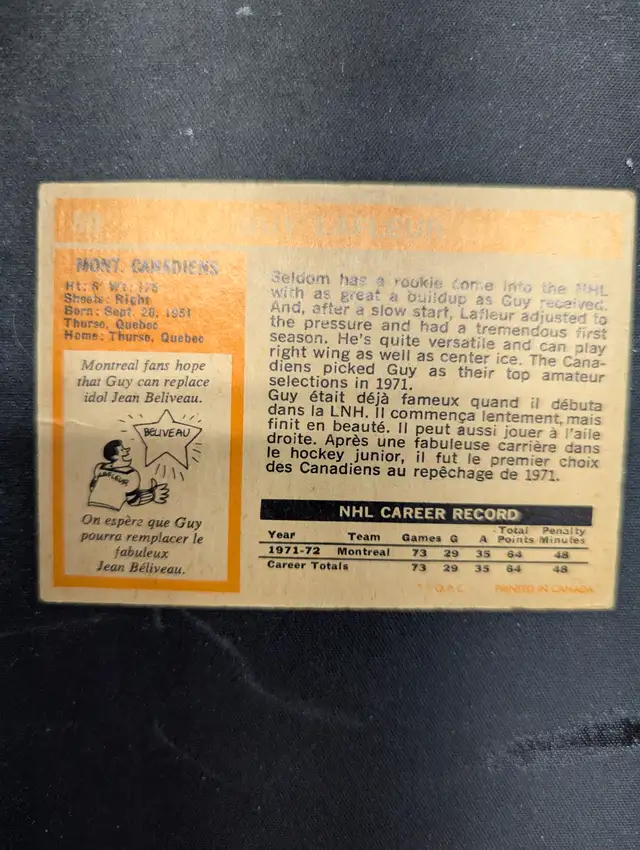 GUY LAFLEUR
MONT. CANADIENS
Ht: 6' Wt: 175
Shoots: Right
Born: Sept. 20, 1951
Thurso, Quebec
Home: Thurso, Quebec
Montreal fans hope
that Guy can replace
idol Jean Beliveau.
BELIVEAU
LAFLEUR
On espère que Guy
pourra remplacer le
fabuleux
Jean Béliveau.
Seldom has a rookie come into the NHL
with as great a buildup as Guy received.
And, after a slow start, Lafleur adjusted to
the pressure and had a tremendous first
season. He's quite versatile and can play
right wing as well as center ice. The Cana-
diens picked Guy as their top amateur
selections in 1971.
Guy était déjà fameux quand il débuta
dans la LNH. Il commença lentement, mais
finit en beauté. Il peut aussi jouer à l'aile
droite. Après une fabuleuse carrière dans
le hockey junior, il fut le premier choix
des Canadiens au repêchage de 1971.
NHL CAREER RECORD
Year Team Games G A Total Points Penalty Minutes
1971-72 Montreal 73 29 35 64 48
Career Totals 73 29 35 64 48
O.P.C. PRINTED IN CANADA